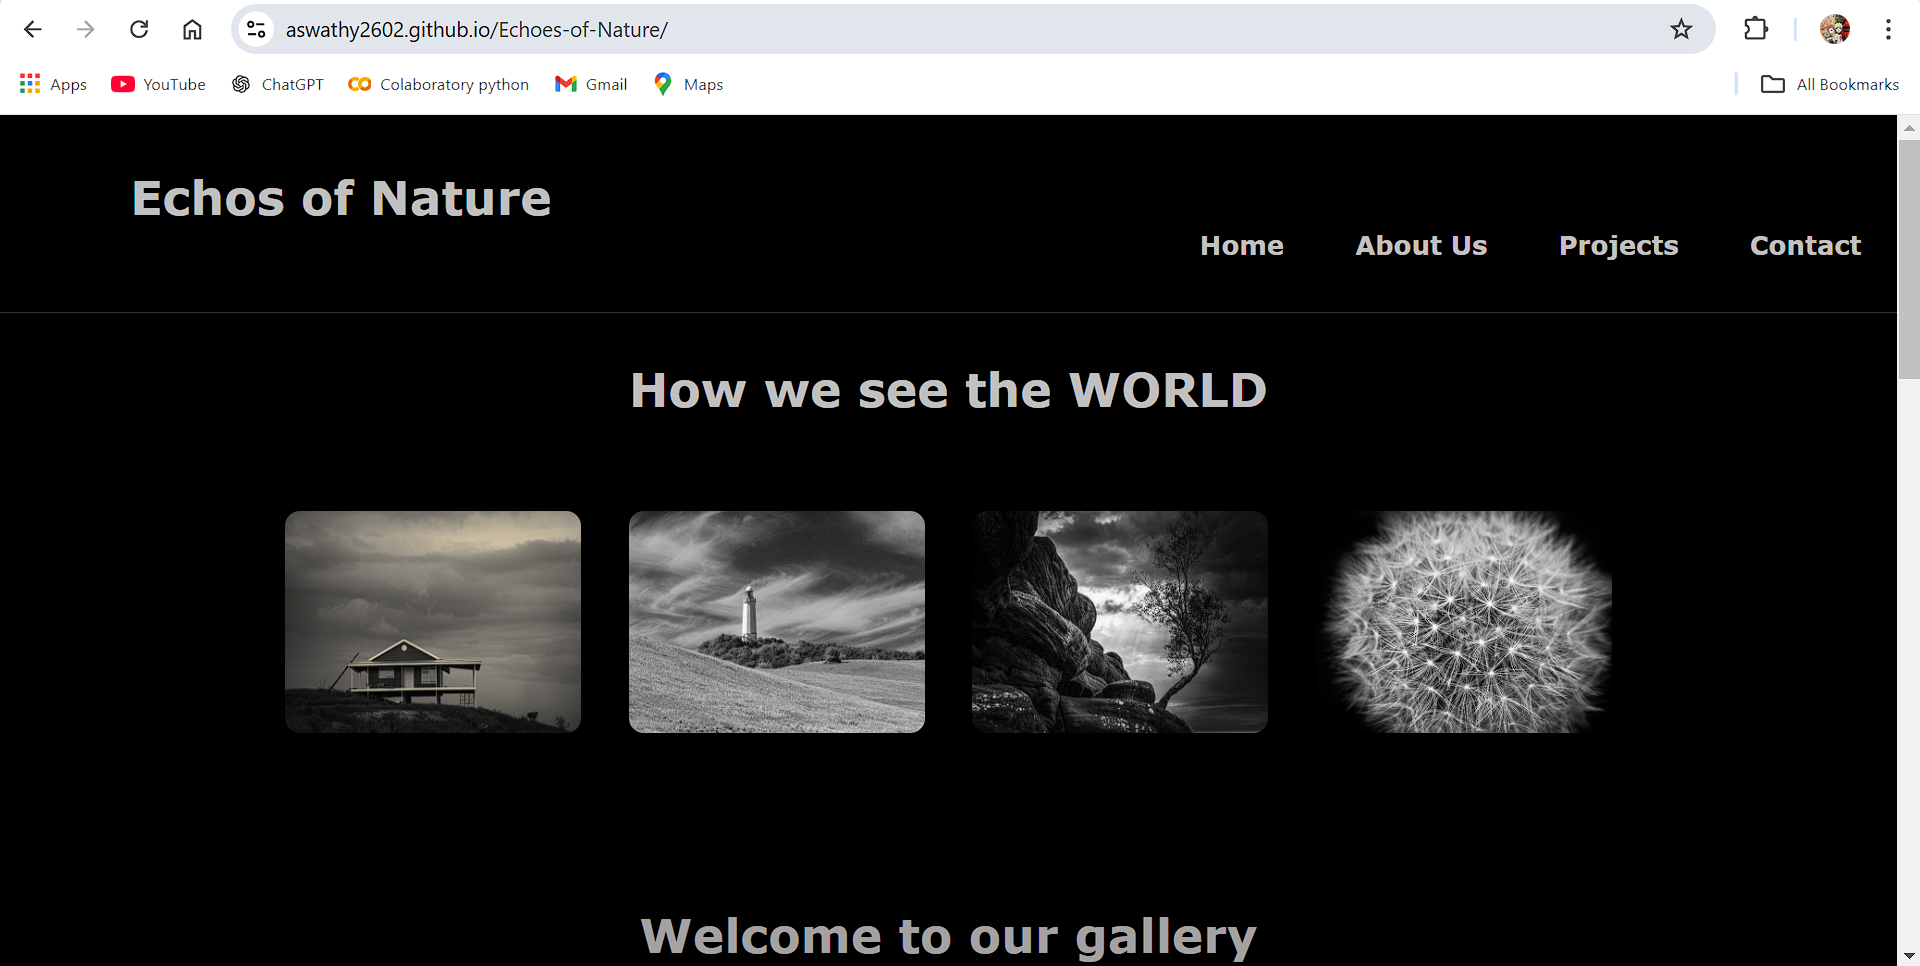 aswathy2602.github.io/Echoes-of-Nature/
Apps YouTube ChatGPT Colaboratory python Gmail Maps All Bookmarks
Echos of Nature
Home About Us Projects Contact
How we see the WORLD
Welcome to our gallery